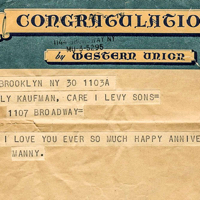 CONGRATULATIO
by WESTERN UNION
BROOKLYN NY 30 1103A
LY KAUFMAN, CARE I LEVY SONS=
1107 BROADWAY=
I LOVE YOU EVER SO MUCH HAPPY ANNIVE
MANNY.